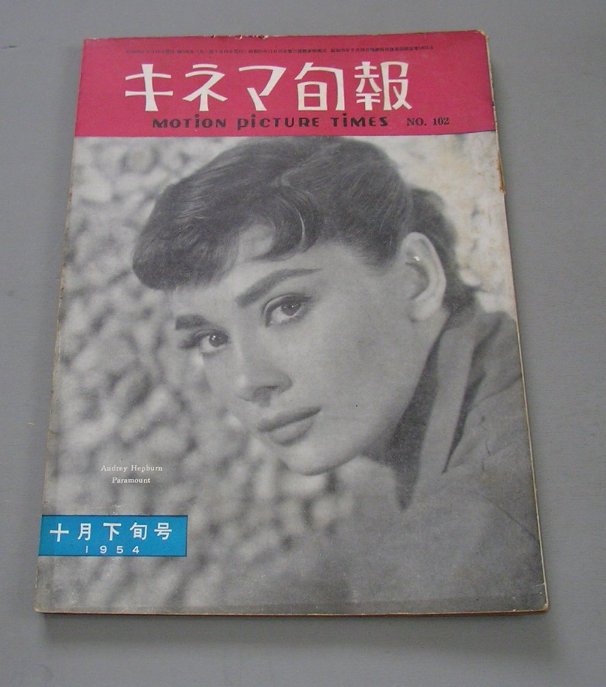 キネマ旬報
MOTION PICTURE TIMES NO. 102
Audrey Hepburn
Paramount
十月下旬号
1954